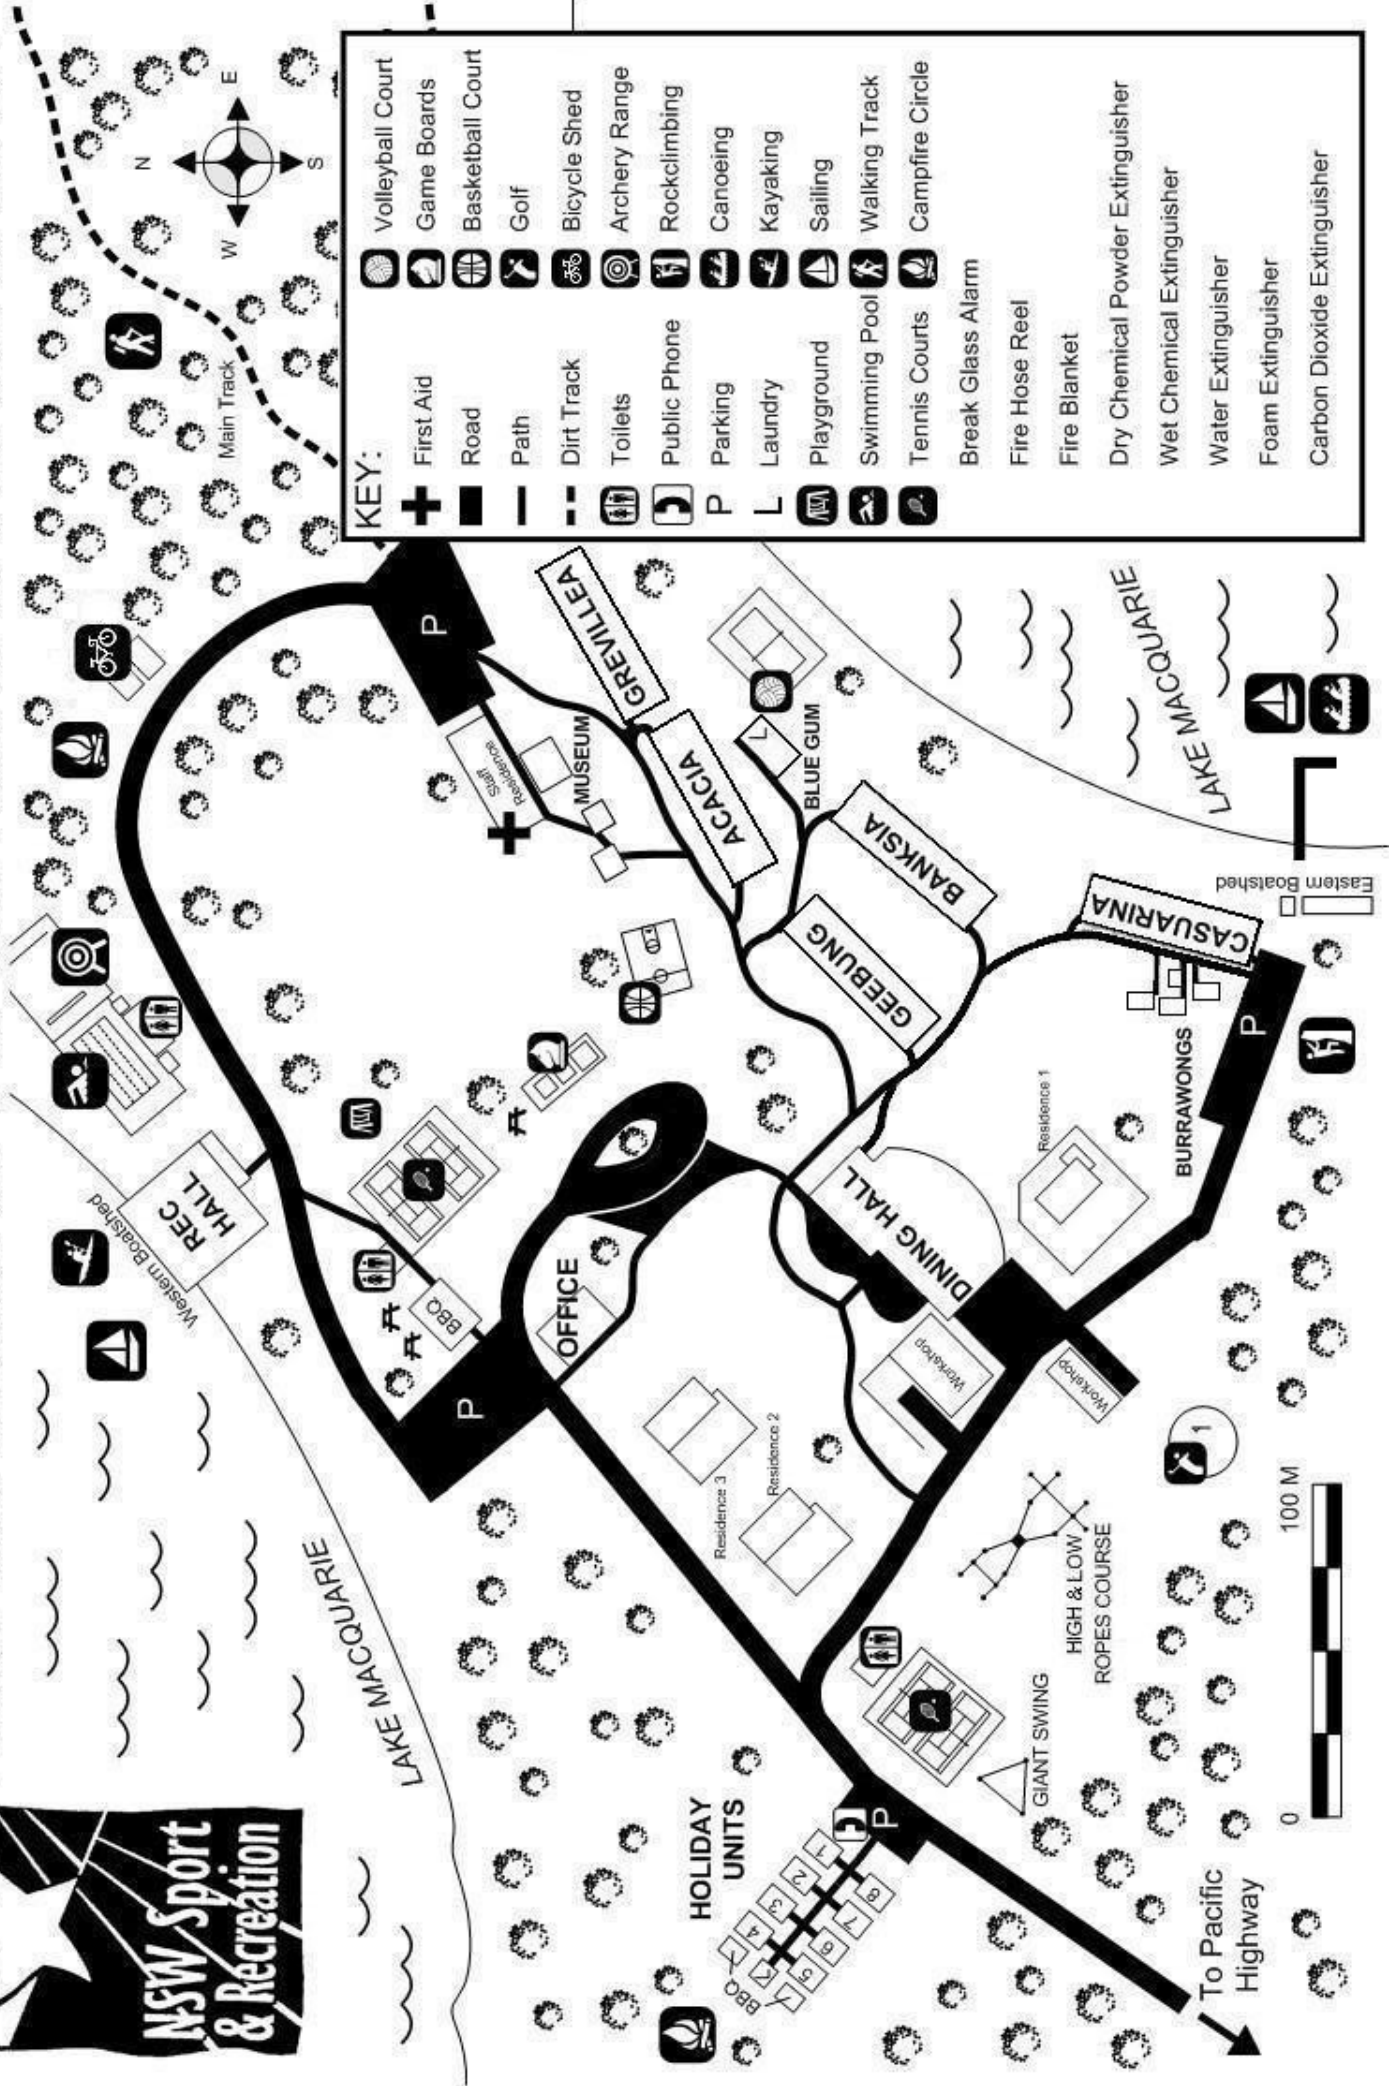 NSW Sport
& Recreation
N
W
E
S
Main Track
LAKE MACQUARIE
Western Boatshed
REC
HALL
BBQ
P
OFFICE
P
Staff
Residence
MUSEUM
GREVILLEA
ACACIA
L
BLUE GUM
BANKSIA
GEEBUNG
CASUARINA
BURRAWONGS
P
Eastern Boatshed
LAKE MACQUARIE
DINING HALL
Residence 1
Workshop
Workshop
Residence 3
Residence 2
HOLIDAY
UNITS
P
1
2
3
4
5
6
7
8
BBQ
GIANT SWING
HIGH & LOW
ROPES COURSE
1
0
100 M
To Pacific
Highway
KEY:
First Aid
Road
Path
Dirt Track
Toilets
Public Phone
P Parking
L Laundry
Playground
Swimming Pool
Tennis Courts
Volleyball Court
Game Boards
Basketball Court
Golf
Bicycle Shed
Archery Range
Rockclimbing
Canoeing
Kayaking
Sailing
Walking Track
Campfire Circle
Break Glass Alarm
Fire Hose Reel
Fire Blanket
Dry Chemical Powder Extinguisher
Wet Chemical Extinguisher
Water Extinguisher
Foam Extinguisher
Carbon Dioxide Extinguisher